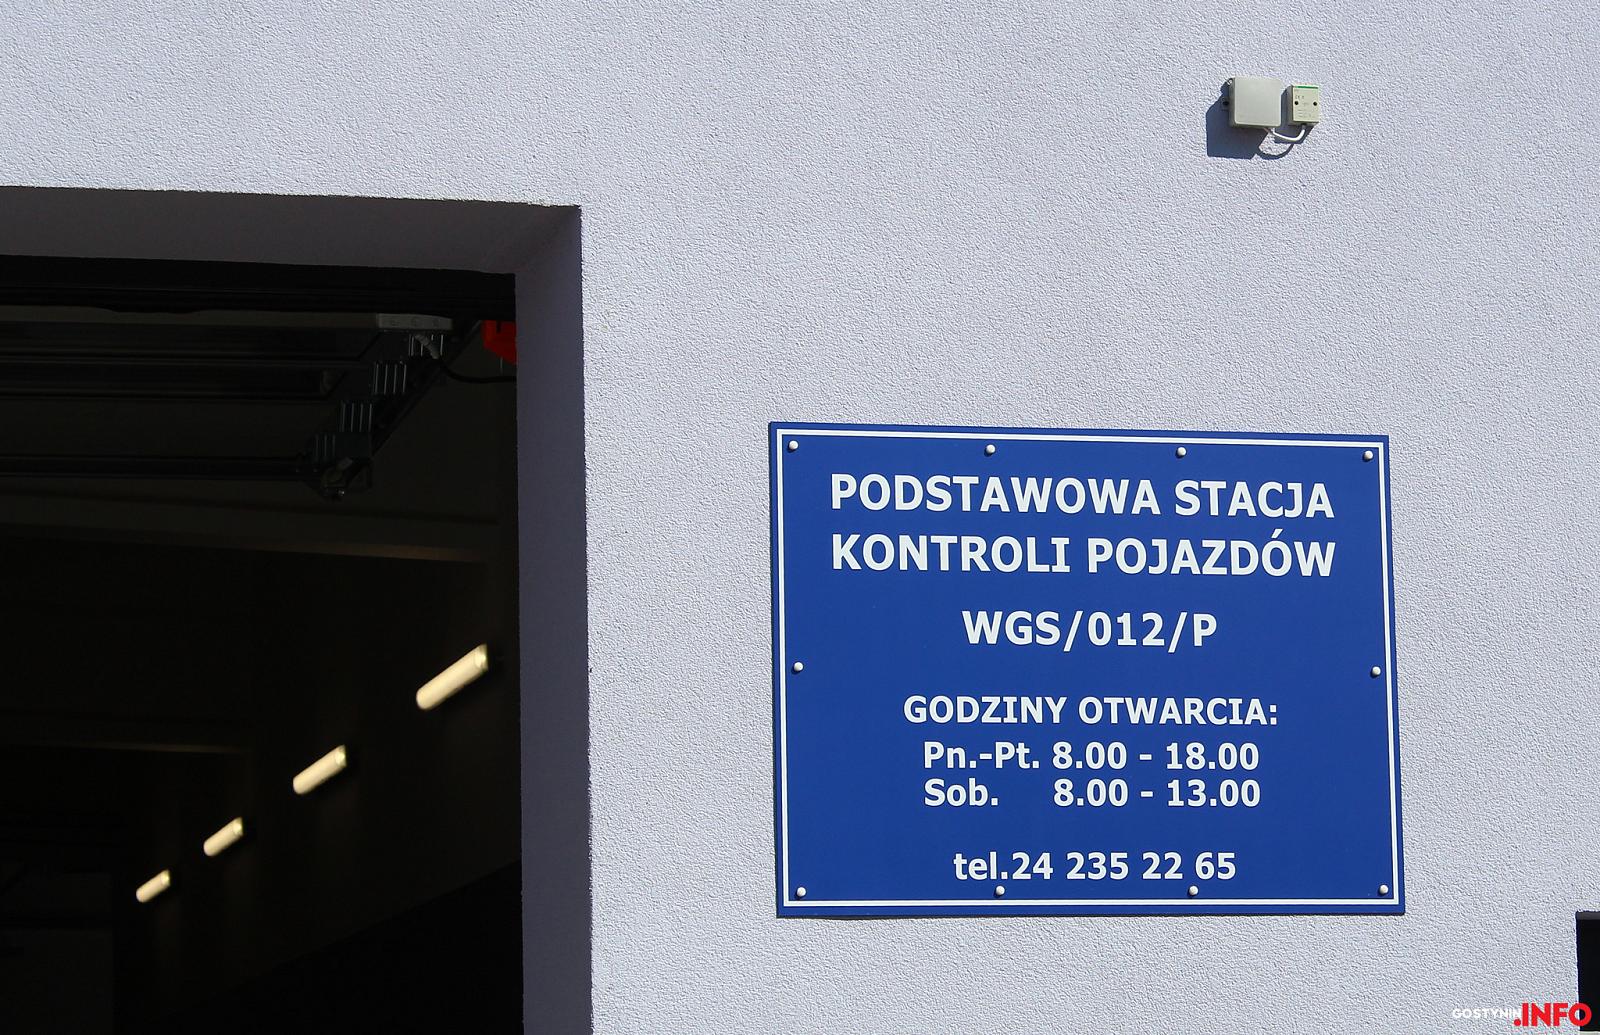 PODSTAWOWA STACJA
KONTROLI POJAZDÓW
WGS/012/P
GODZINY OTWARCIA:
Pn.-Pt. 8.00 - 18.00
Sob. 8.00 - 13.00
tel.24 235 22 65
GOSTYNIN.INFO